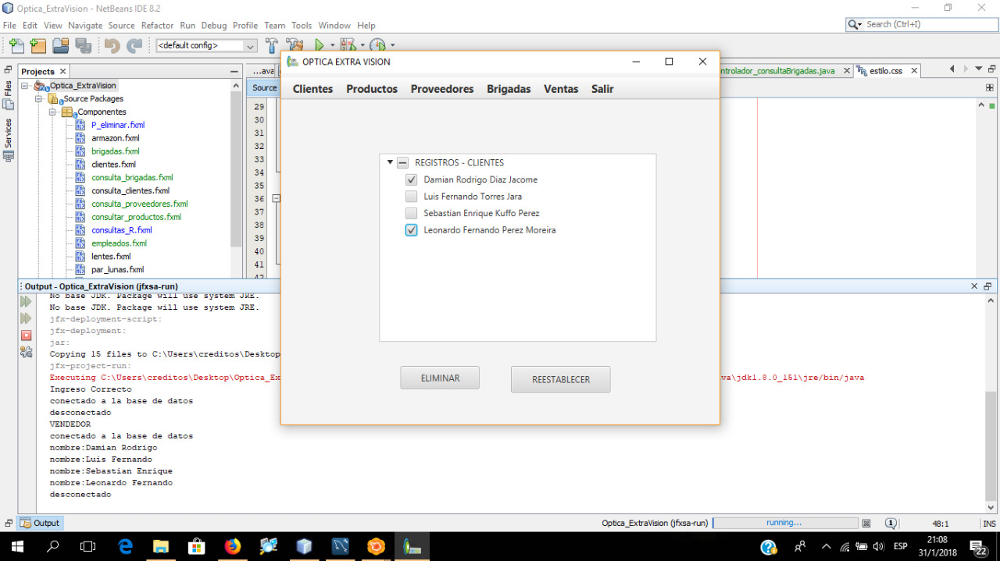 Optica_ExtraVision - NetBeans IDE 8.2
File Edit View Navigate Source Refactor Run Debug Profile Team Tools Window Help
Search (Ctrl+I)
<default config>
Projects
Files
Services
Optica_ExtraVision
Source Packages
Componentes
P_eliminar.fxml
armazon.fxml
brigadas.fxml
clientes.fxml
consulta_brigadas.fxml
consulta_clientes.fxml
consulta_proveedores.fxml
consultar_productos.fxml
consultas_R.fxml
empleados.fxml
lentes.fxml
par_lunas.fxml
...ava
ntrolador_consultaBrigadas.java
estilo.css
Source
29
30
31
32
33
34
35
36
37
38
39
40
41
42
OPTICA EXTRA VISION
Clientes Productos Proveedores Brigadas Ventas Salir
REGISTROS - CLIENTES
Damian Rodrigo Diaz Jacome
Luis Fernando Torres Jara
Sebastian Enrique Kuffo Perez
Leonardo Fernando Perez Moreira
ELIMINAR
REESTABLECER
Output - Optica_ExtraVision (jfxsa-run)
No base JDK. Package will use system JRE.
No base JDK. Package will use system JRE.
jfx-deployment-script:
jfx-deployment:
jar:
Copying 15 files to C:\Users\creditos\Desktop
jfx-project-run:
Executing C:\Users\creditos\Desktop\Optica_Ex
va\jdk1.8.0_151\jre/bin/java
Ingreso Correcto
conectado a la base de datos
desconectado
VENDEDOR
conectado a la base de datos
nombre:Damian Rodrigo
nombre:Luis Fernando
nombre:Sebastian Enrique
nombre:Leonardo Fernando
desconectado
Output
Optica_ExtraVision (jfxsa-run)
running...
1
48:1
INS
ESP
21:08
31/1/2018
22